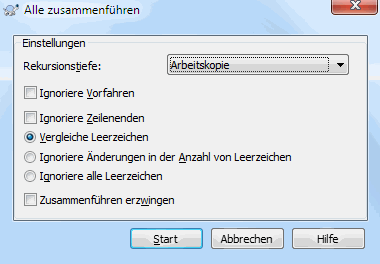 Alle zusammenführen
Einstellungen
Rekursionstiefe: Arbeitskopie
Ignoriere Vorfahren
Ignoriere Zeilenenden
Vergleiche Leerzeichen
Ignoriere Änderungen in der Anzahl von Leerzeichen
Ignoriere alle Leerzeichen
Zusammenführen erzwingen
Start Abbrechen Hilfe